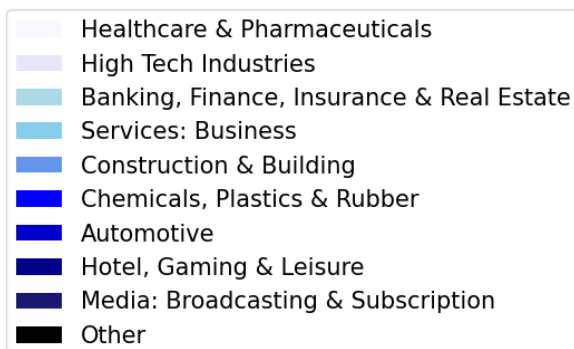 Healthcare & Pharmaceuticals
High Tech Industries
Banking, Finance, Insurance & Real Estate
Services: Business
Construction & Building
Chemicals, Plastics & Rubber
Automotive
Hotel, Gaming & Leisure
Media: Broadcasting & Subscription
Other